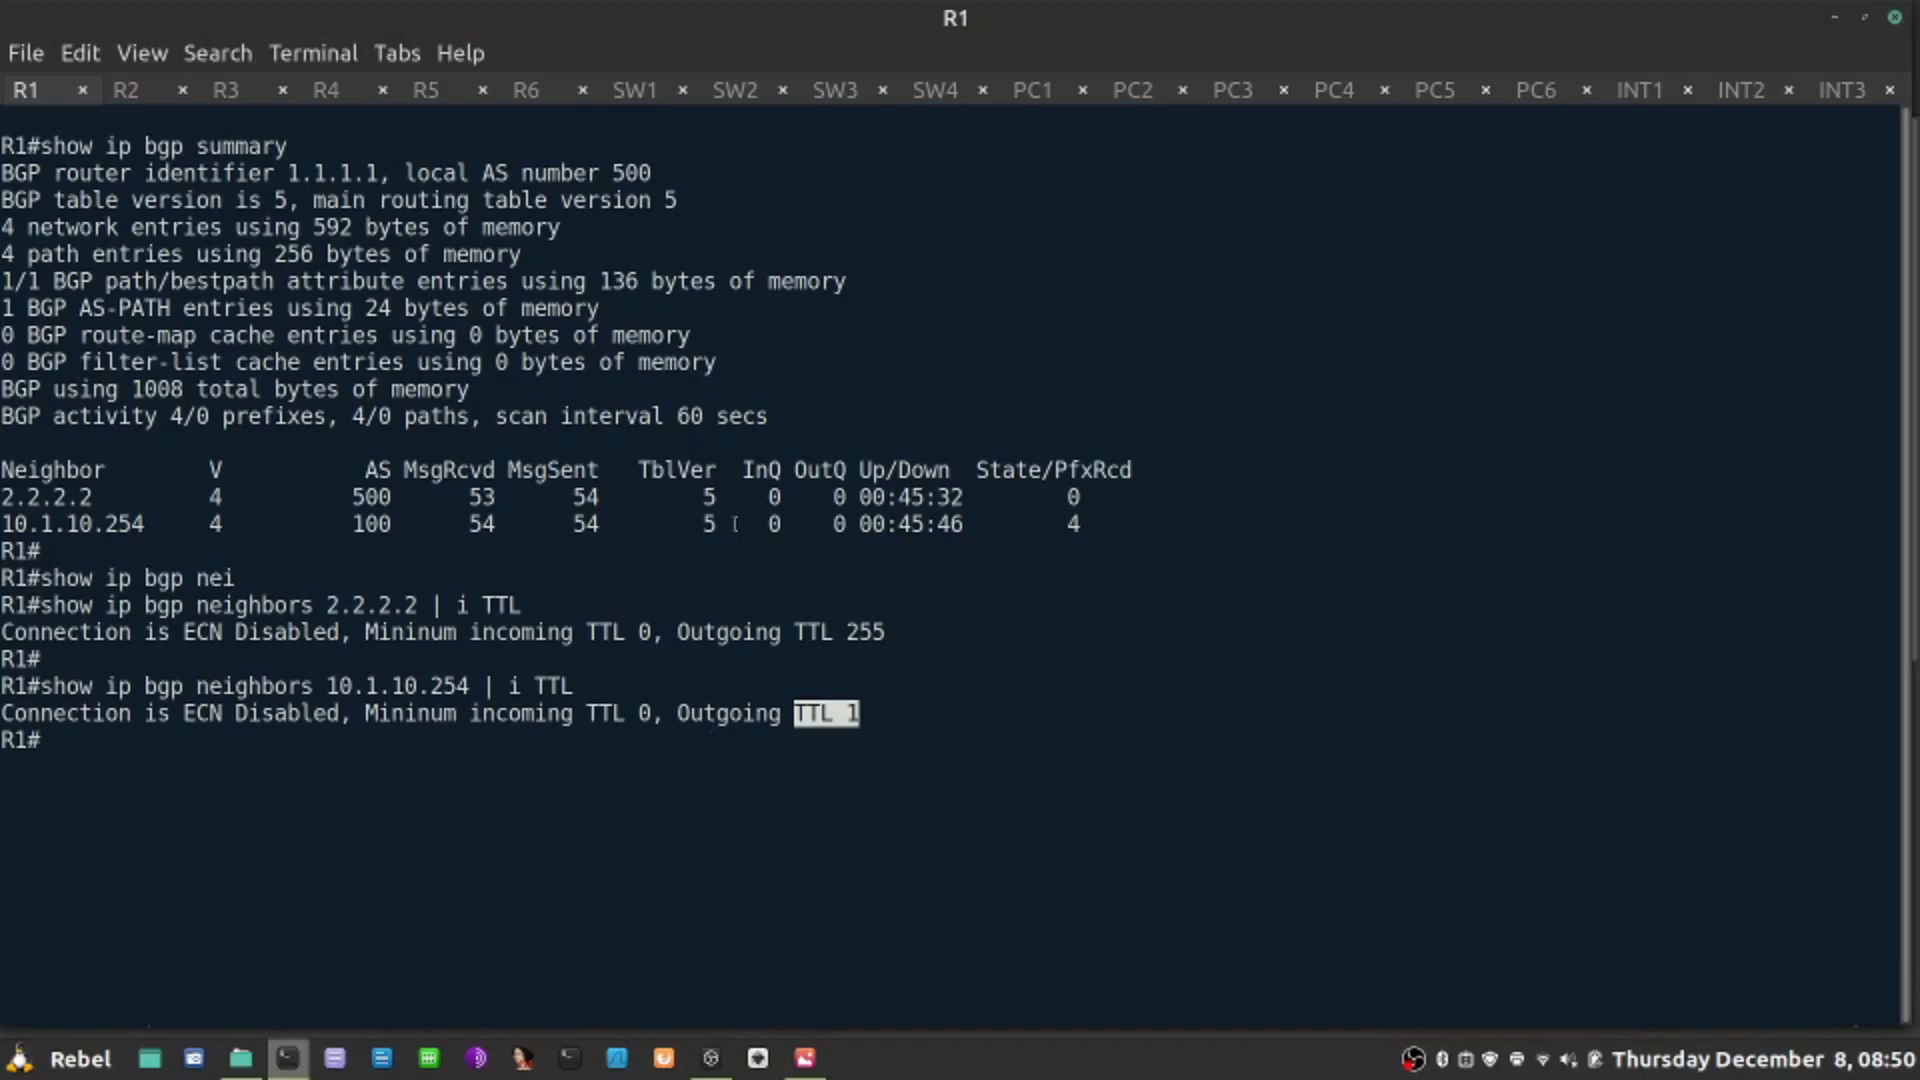 R1
File Edit View Search Terminal Tabs Help
R1 × R2 × R3 × R4 × R5 × R6 × SW1 × SW2 × SW3 × SW4 × PC1 × PC2 × PC3 × PC4 × PC5 × PC6 × INT1 × INT2 × INT3 ×
R1#show ip bgp summary
BGP router identifier 1.1.1.1, local AS number 500
BGP table version is 5, main routing table version 5
4 network entries using 592 bytes of memory
4 path entries using 256 bytes of memory
1/1 BGP path/bestpath attribute entries using 136 bytes of memory
1 BGP AS-PATH entries using 24 bytes of memory
0 BGP route-map cache entries using 0 bytes of memory
0 BGP filter-list cache entries using 0 bytes of memory
BGP using 1008 total bytes of memory
BGP activity 4/0 prefixes, 4/0 paths, scan interval 60 secs
Neighbor V AS MsgRcvd MsgSent TblVer InQ OutQ Up/Down State/PfxRcd
2.2.2.2 4 500 53 54 5 0 0 00:45:32 0
10.1.10.254 4 100 54 54 5 0 0 00:45:46 4
R1#
R1#show ip bgp nei
R1#show ip bgp neighbors 2.2.2.2 | i TTL
Connection is ECN Disabled, Mininum incoming TTL 0, Outgoing TTL 255
R1#
R1#show ip bgp neighbors 10.1.10.254 | i TTL
Connection is ECN Disabled, Mininum incoming TTL 0, Outgoing TTL 1
R1#
Rebel Thursday December 8, 08:50